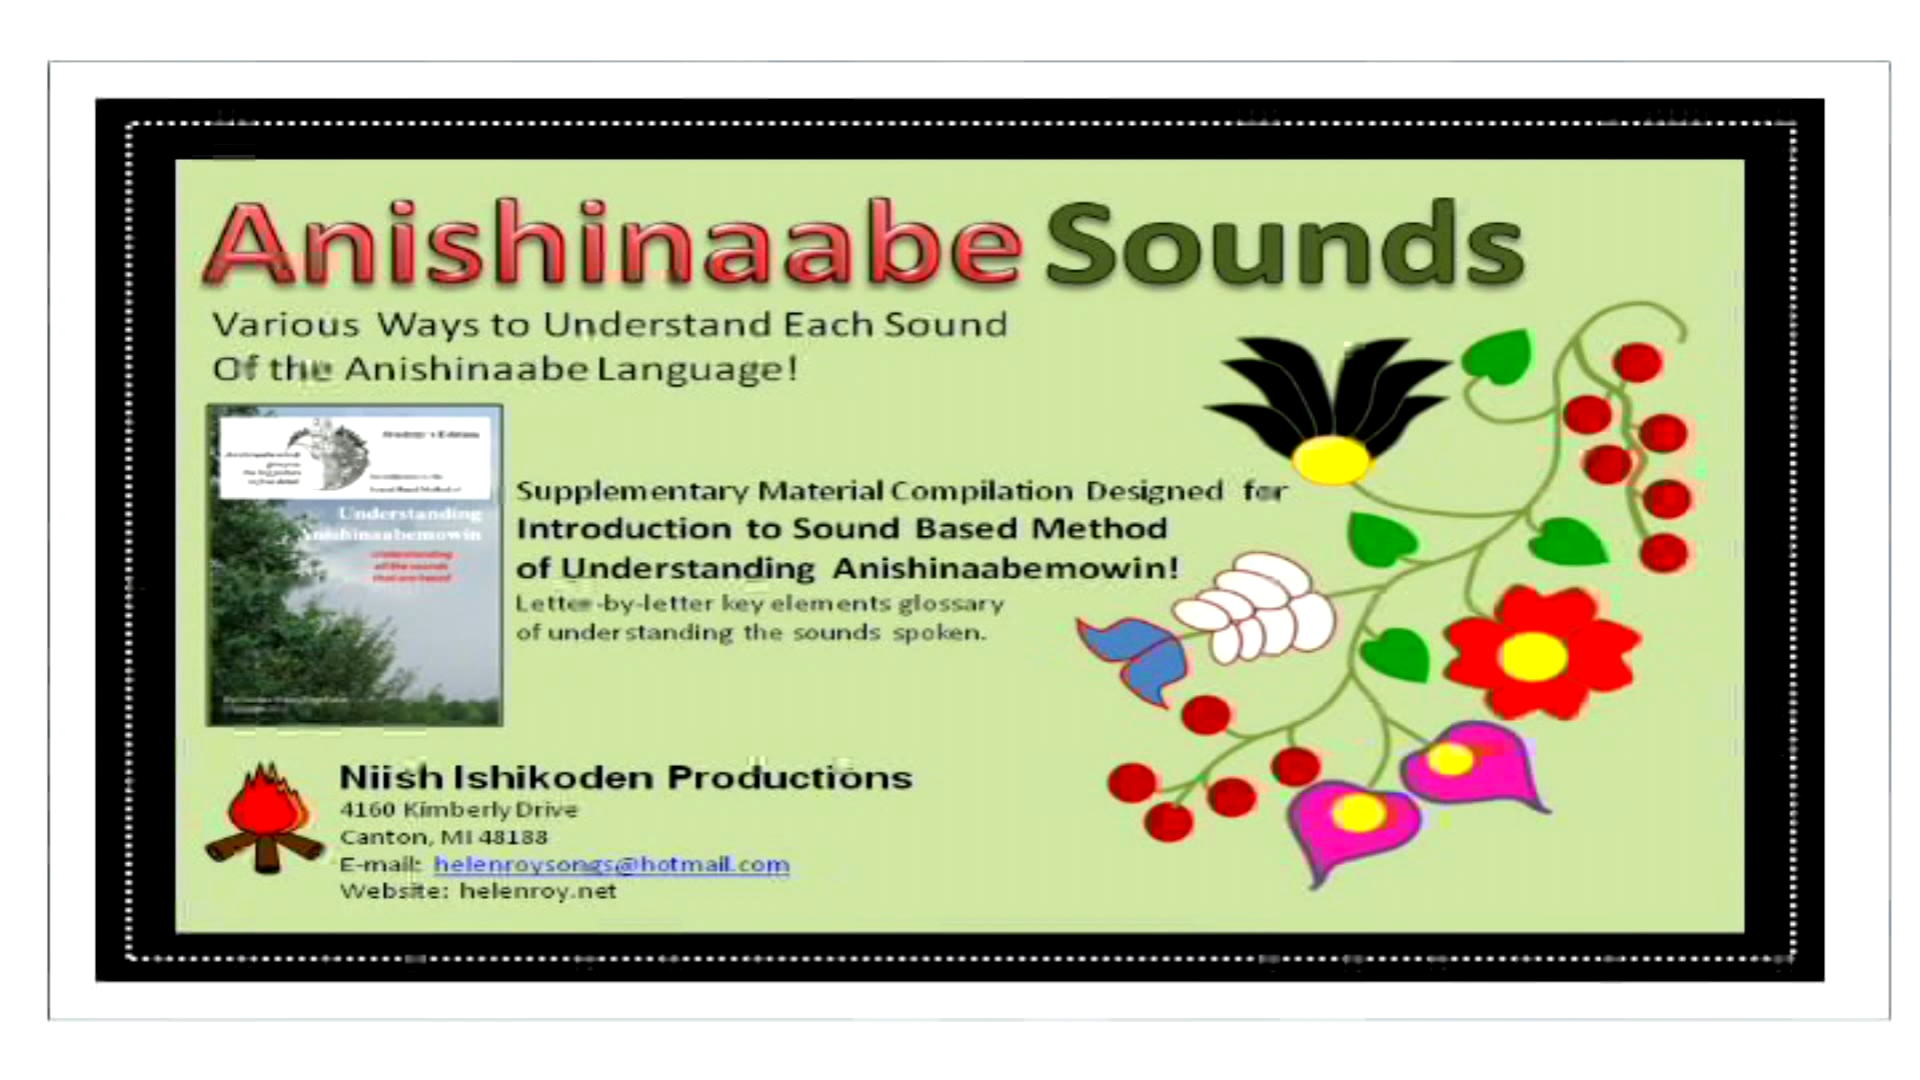 Anishinaabe Sounds
Various Ways to Understand Each Sound
Of the Anishinaabe Language!
Understanding
Anishinaabemowin
Supplementary Material Compilation Designed for
Introduction to Sound Based Method
of Understanding Anishinaabemowin!
Letter-by-letter key elements glossary
of understanding the sounds spoken.
Niish Ishikoden Productions
4160 Kimberly Drive
Canton, MI 48188
E-mail: helenroysongs@hotmail.com
Website: helenroy.net